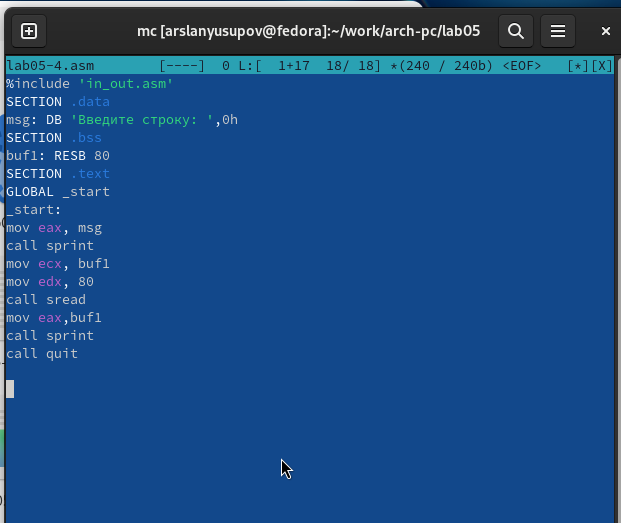 mc [arslanyusupov@fedora]:~/work/arch-pc/lab05
lab05-4.asm [----] 0 L:[ 1+17 18/ 18] *(240 / 240b) <EOF> [*][X]
%include 'in_out.asm'
SECTION .data
msg: DB 'Введите строку: ',0h
SECTION .bss
buf1: RESB 80
SECTION .text
GLOBAL _start
_start:
mov eax, msg
call sprint
mov ecx, buf1
mov edx, 80
call sread
mov eax,buf1
call sprint
call quit